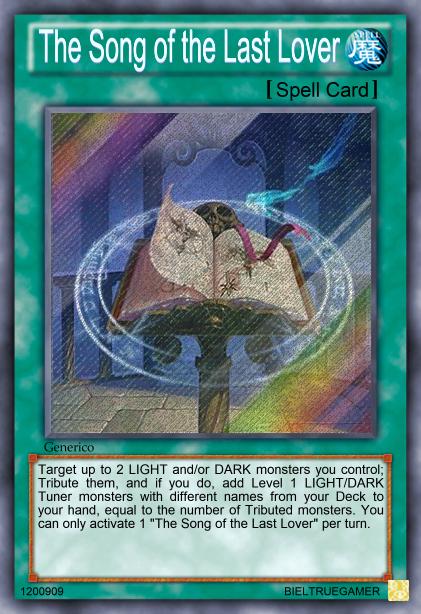 The Song of the Last Lover
SPELL
魔
[ Spell Card ]
Generico
Target up to 2 LIGHT and/or DARK monsters you control;
Tribute them, and if you do, add Level 1 LIGHT/DARK
Tuner monsters with different names from your Deck to
your hand, equal to the number of Tributed monsters. You
can only activate 1 "The Song of the Last Lover" per turn.
1200909
BIELTRUEGAMER